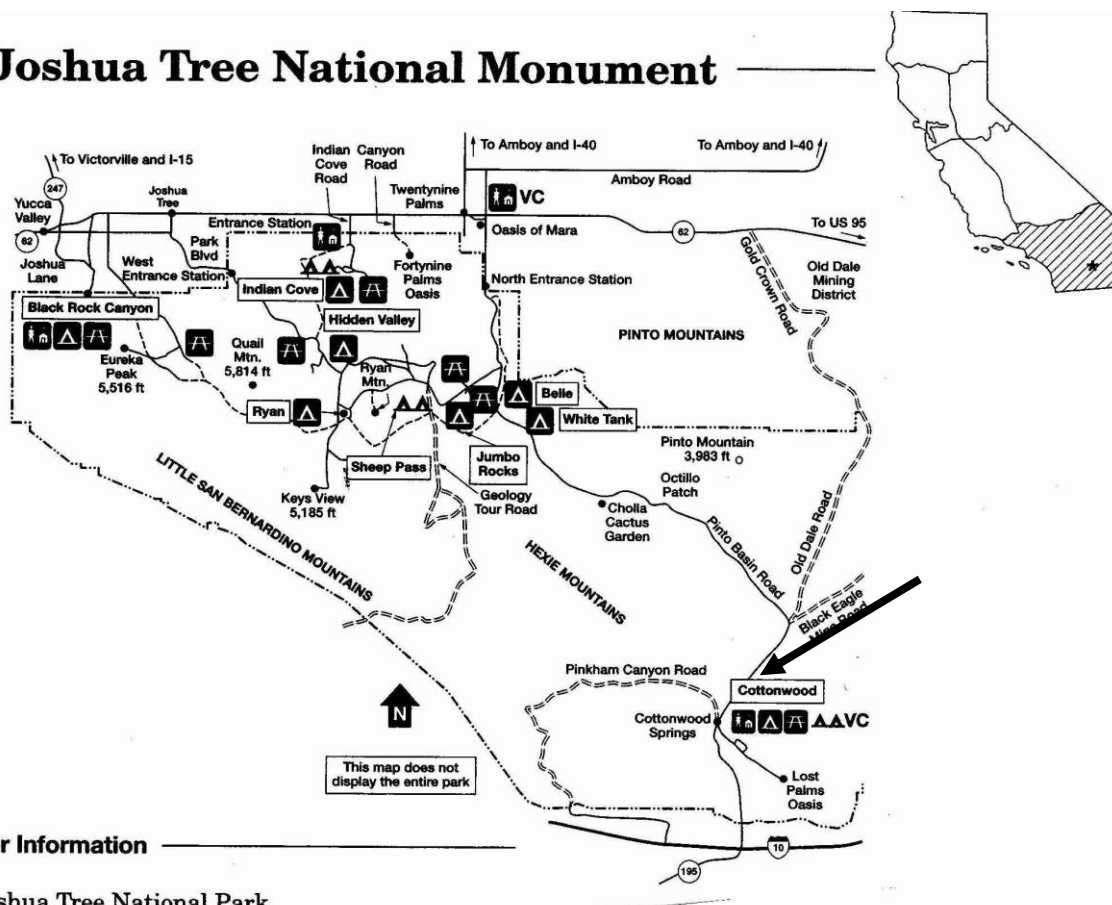 Joshua Tree National Monument
To Victorville and I-15
247
Yucca
Valley
62
Joshua
Lane
Joshua
Tree
Park
Blvd
West
Entrance Station
Entrance Station
Indian
Cove
Road
Canyon
Road
To Amboy and I-40
To Amboy and I-40
Amboy Road
Twentynine
Palms
VC
Oasis of Mara
62
To US 95
Gold Crown Road
Old Dale
Mining
District
Fortynine
Palms
Oasis
North Entrance Station
Indian Cove
Hidden Valley
Black Rock Canyon
Eureka
Peak
5,516 ft
Quail
Mtn.
5,814 ft
Ryan
Mtn.
PINTO MOUNTAINS
Belle
White Tank
Ryan
Sheep Pass
Jumbo
Rocks
Geology
Tour Road
Keys View
5,185 ft
LITTLE SAN BERNARDINO MOUNTAINS
HEXIE MOUNTAINS
Pinto Mountain
3,983 ft
Octillo
Patch
Cholla
Cactus
Garden
Pinto Basin Road
Old Dale Road
Black Eagle
Mine Road
Pinkham Canyon Road
Cottonwood
VC
Cottonwood
Springs
Lost
Palms
Oasis
N
This map does not
display the entire park
10
195
r Information
shua Tree National Park